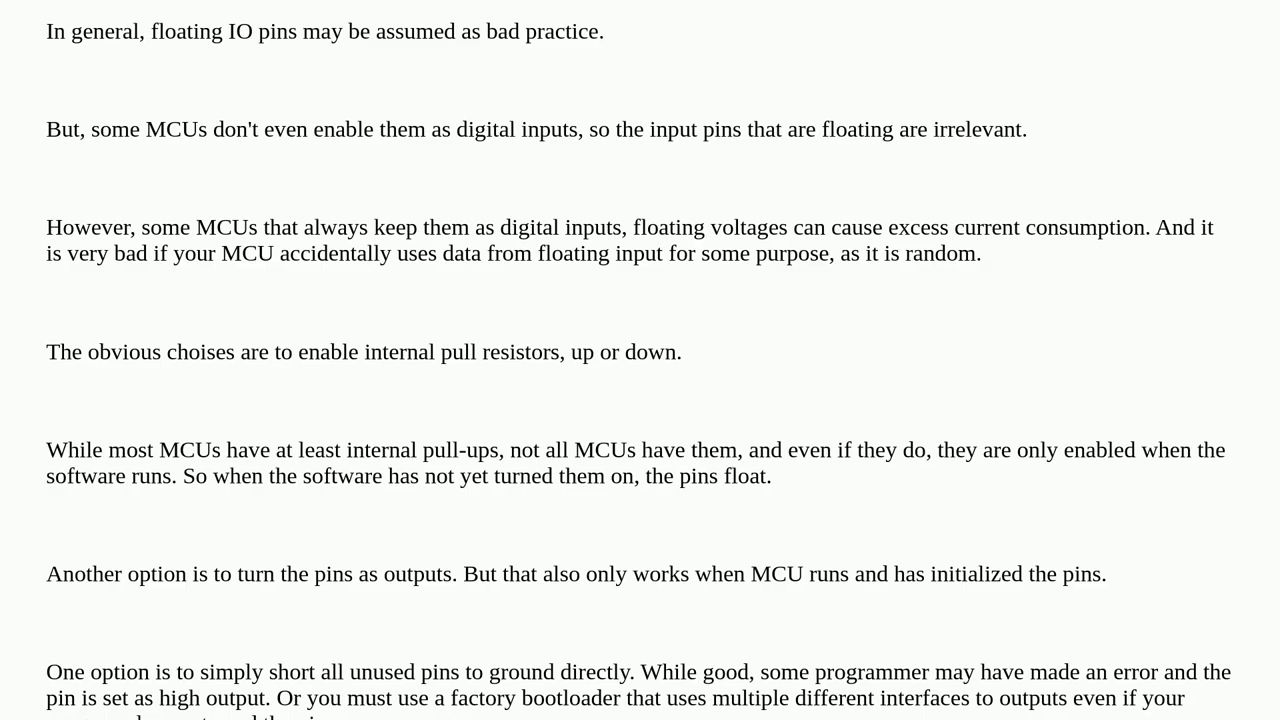 In general, floating IO pins may be assumed as bad practice.
But, some MCUs don't even enable them as digital inputs, so the input pins that are floating are irrelevant.
However, some MCUs that always keep them as digital inputs, floating voltages can cause excess current consumption. And it
is very bad if your MCU accidentally uses data from floating input for some purpose, as it is random.
The obvious choises are to enable internal pull resistors, up or down.
While most MCUs have at least internal pull-ups, not all MCUs have them, and even if they do, they are only enabled when the
software runs. So when the software has not yet turned them on, the pins float.
Another option is to turn the pins as outputs. But that also only works when MCU runs and has initialized the pins.
One option is to simply short all unused pins to ground directly. While good, some programmer may have made an error and the
pin is set as high output. Or you must use a factory bootloader that uses multiple different interfaces to outputs even if your